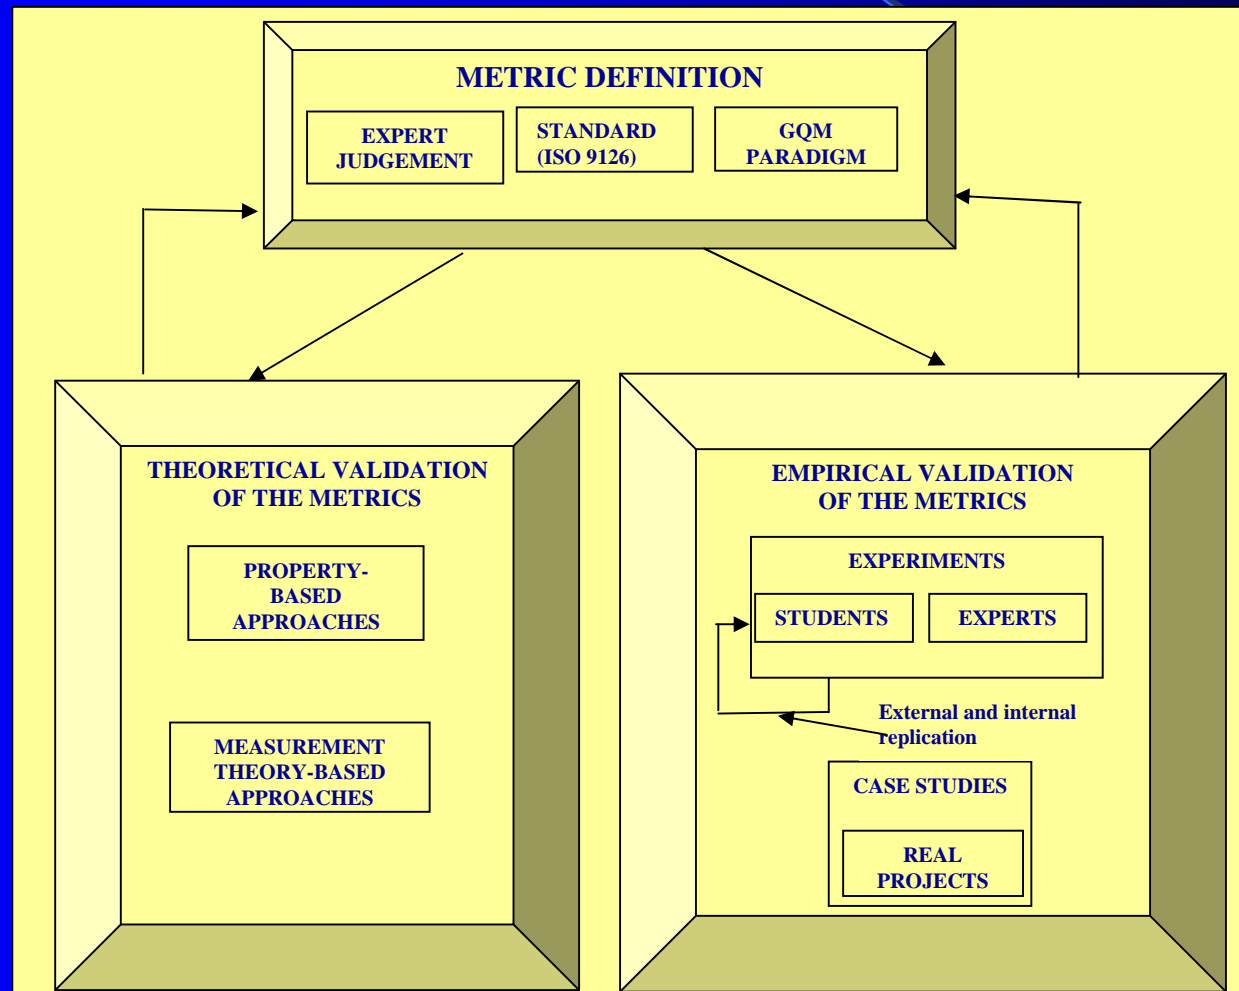 METRIC DEFINITION
EXPERT
JUDGEMENT
STANDARD
(ISO 9126)
GQM
PARADIGM
THEORETICAL VALIDATION
OF THE METRICS
PROPERTY-
BASED
APPROACHES
MEASUREMENT
THEORY-BASED
APPROACHES
EMPIRICAL VALIDATION
OF THE METRICS
EXPERIMENTS
STUDENTS
EXPERTS
External and internal
replication
CASE STUDIES
REAL
PROJECTS